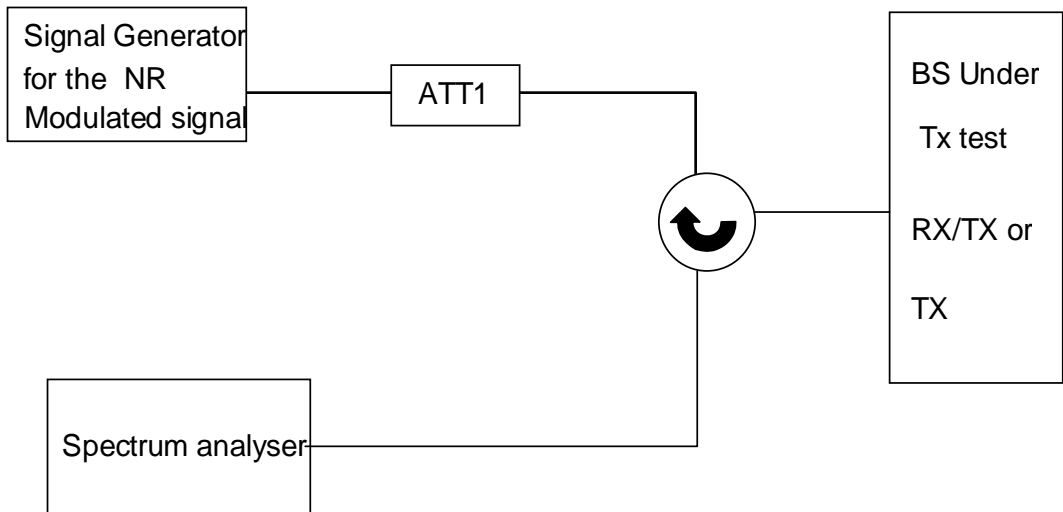 Signal Generator
for the NR
Modulated signal
ATT1
BS Under
Tx test
RX/TX or
TX
Spectrum analyser